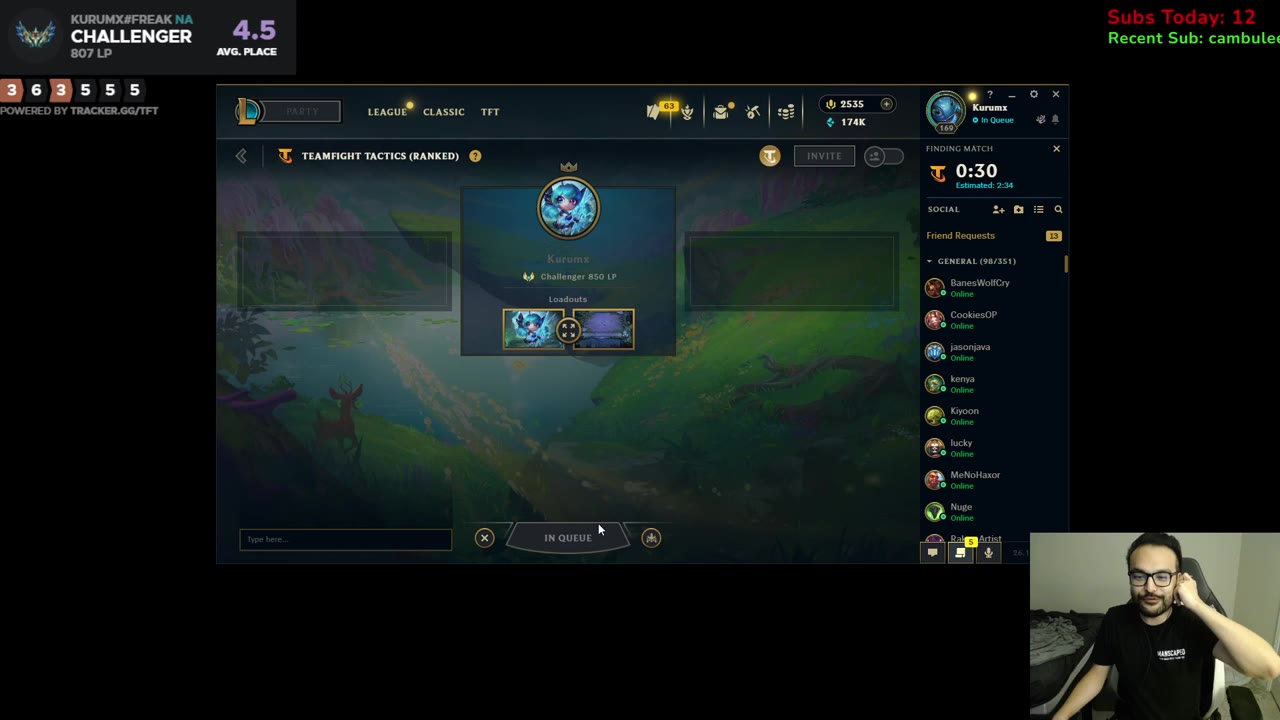 KURUMX#FREAK NA
CHALLENGER
807 LP
4.5
AVG. PLACE
3 6 3 5 5 5
POWERED BY TRACKER.GG/TFT
Subs Today: 12
Recent Sub: cambulee
PARTY
LEAGUE
CLASSIC
TFT
63
2535
174K
169
Kurumx
In Queue
TEAMFIGHT TACTICS (RANKED)
INVITE
FINDING MATCH
0:30
Estimated: 2:34
SOCIAL
Friend Requests
13
GENERAL (98/351)
BanesWolfCry
Online
CookiesOP
Online
jasonjava
Online
kenya
Online
Kiyoon
Online
lucky
Online
MeNoHaxor
Online
Nuge
Online
Kurumx
Challenger 850 LP
Loadouts
Type here...
IN QUEUE
5
26.1
MANSCAPED